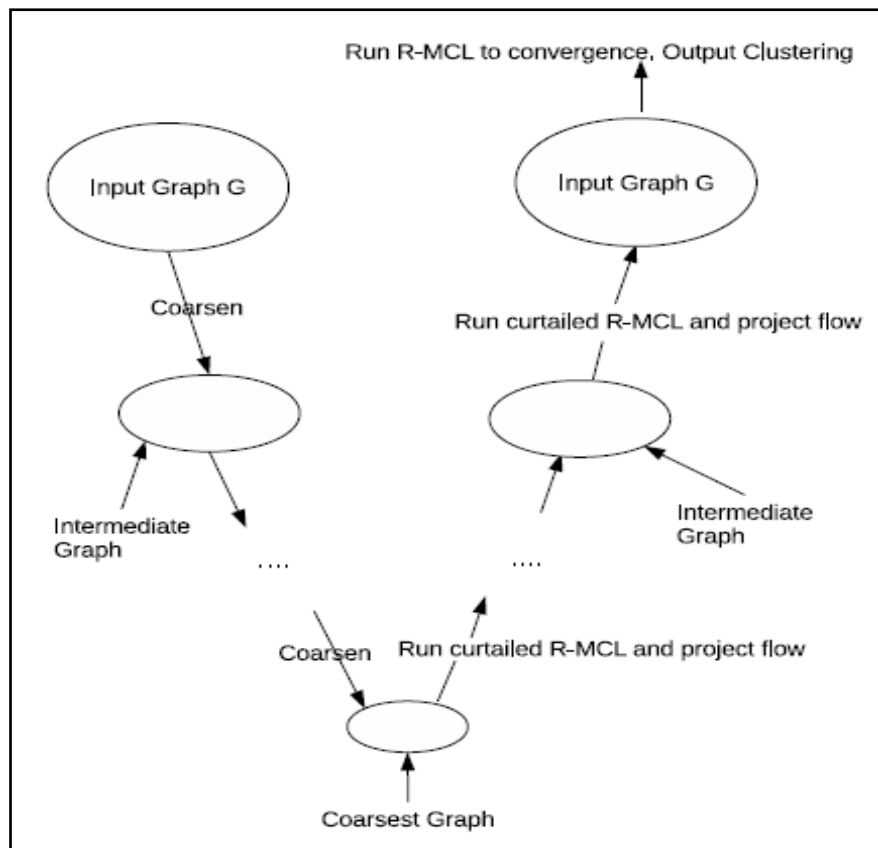 Run R-MCL to convergence, Output Clustering
Input Graph G
Input Graph G
Coarsen
Run curtailed R-MCL and project flow
Intermediate
Graph
Intermediate
Graph
....
....
Coarsen
Run curtailed R-MCL and project flow
Coarsest Graph